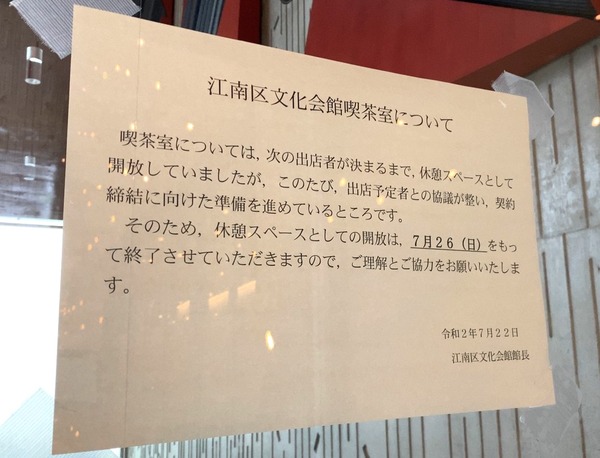 江南区文化会館喫茶室について
喫茶室については，次の出店者が決まるまで，休憩スペースとして
開放していましたが，このたび，出店予定者との協議が整い，契約
締結に向けた準備を進めているところです。
そのため，休憩スペースとしての開放は，７月２６（日）をもっ
て終了させていただきますので，ご理解とご協力をお願いいたしま
す。
令和２年７月２２日
江南区文化会館館長